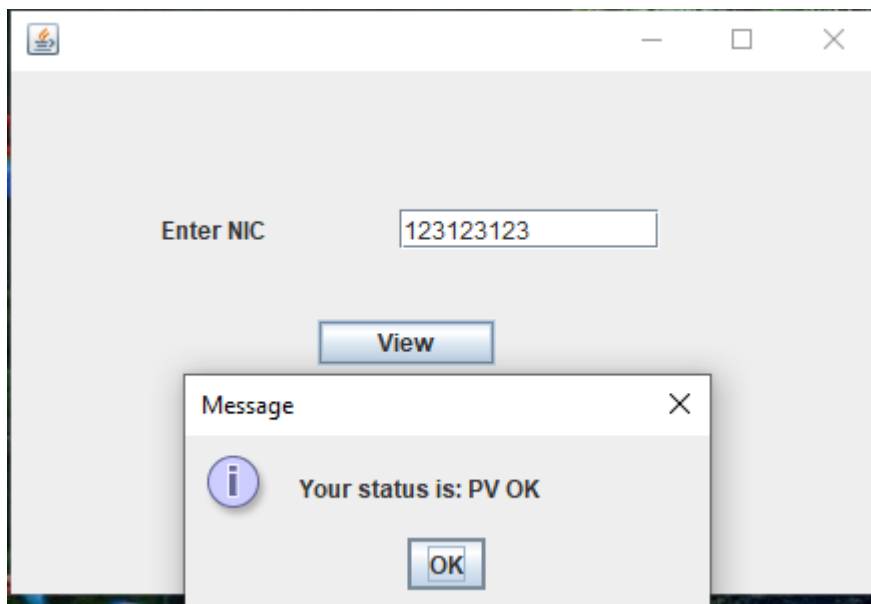 Enter NIC 123123123
View
Message
Your status is: PV OK
OK